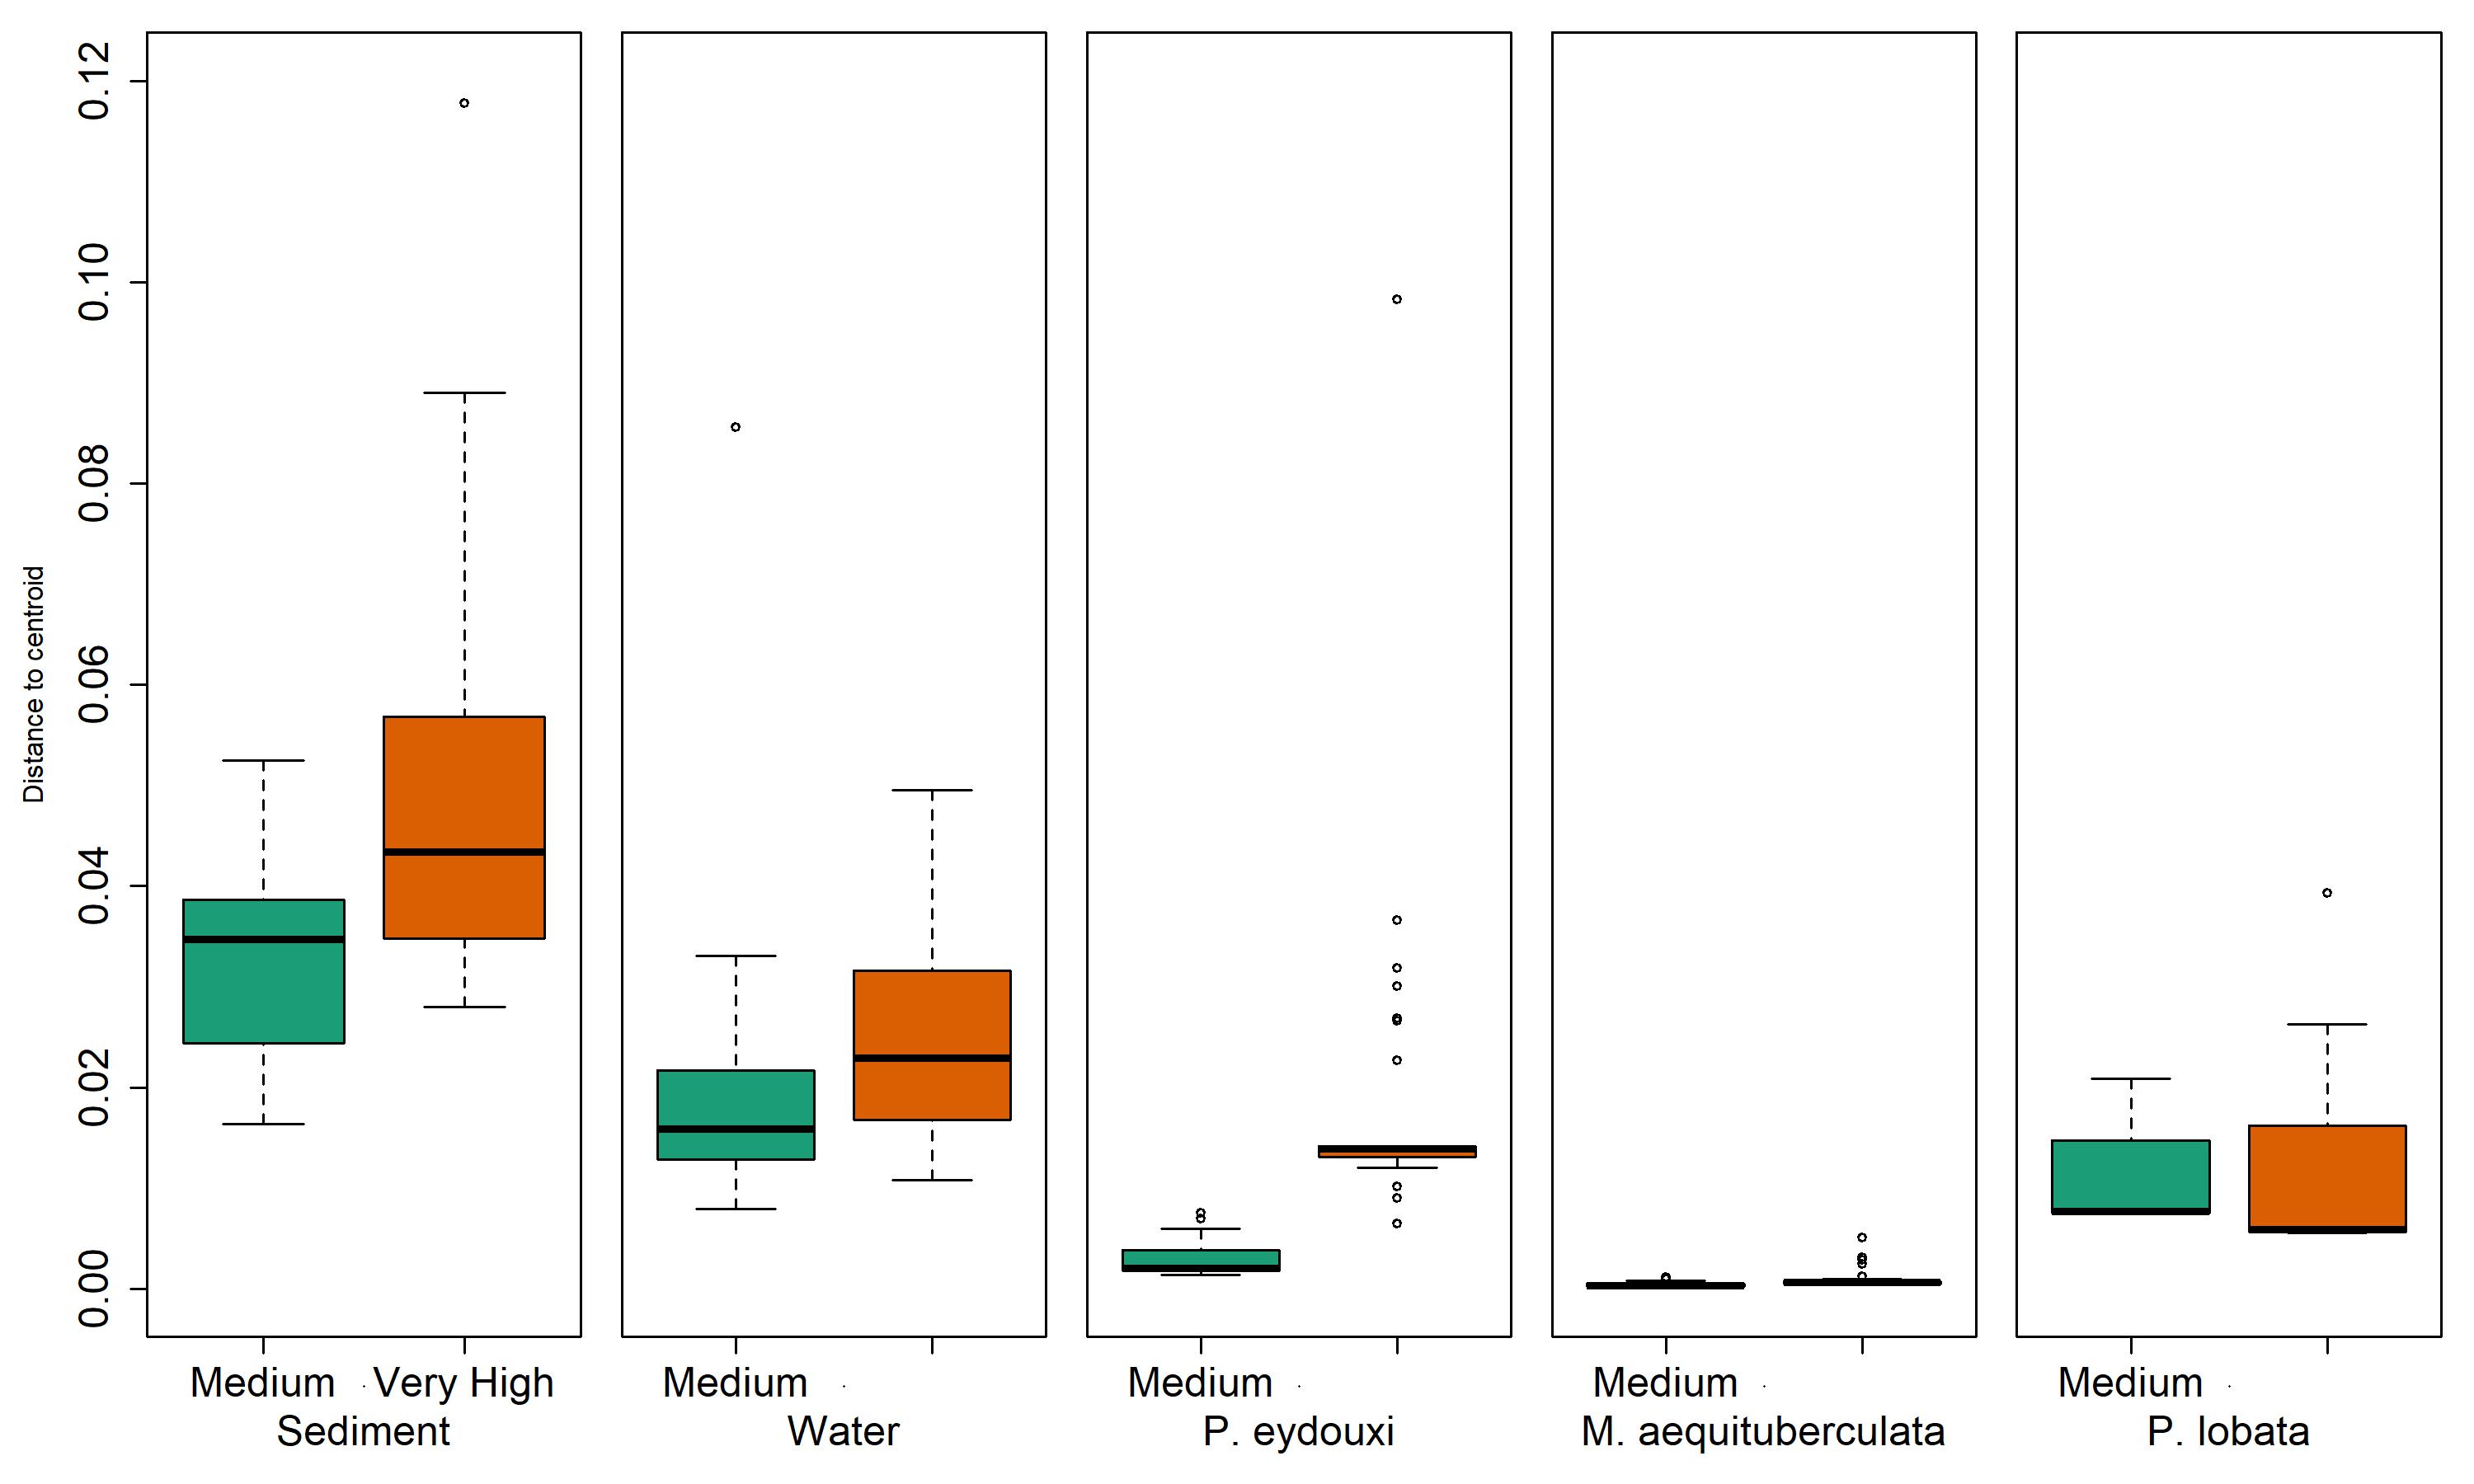 Distance to centroid
0.12
0.10
0.08
0.06
0.04
0.02
0.00
Medium Very High Medium Medium Medium Medium
Sediment Water P. eydouxi M. aequituberculata P. lobata